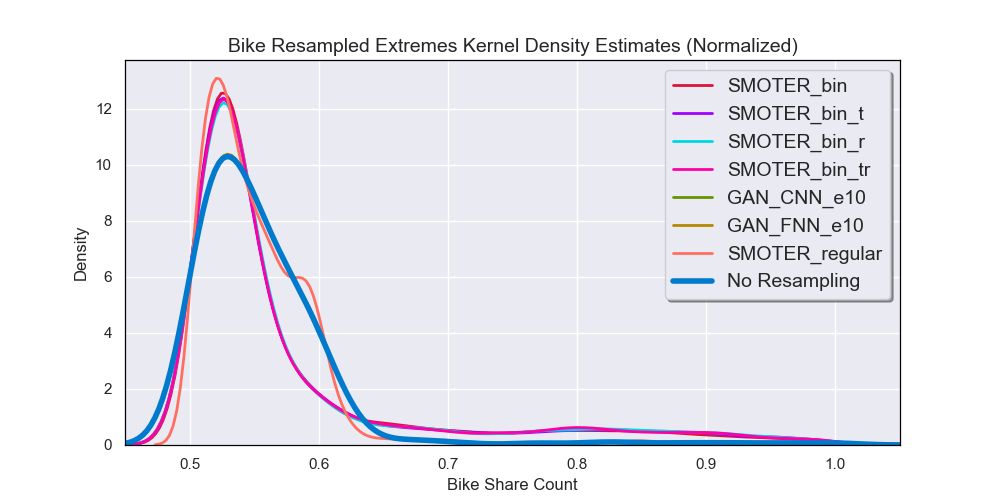 Bike Resampled Extremes Kernel Density Estimates (Normalized)
SMOTER_bin
SMOTER_bin_t
SMOTER_bin_r
SMOTER_bin_tr
GAN_CNN_e10
GAN_FNN_e10
SMOTER_regular
No Resampling
Density
12
10
8
6
4
2
0
0.5 0.6 0.7 0.8 0.9 1.0
Bike Share Count